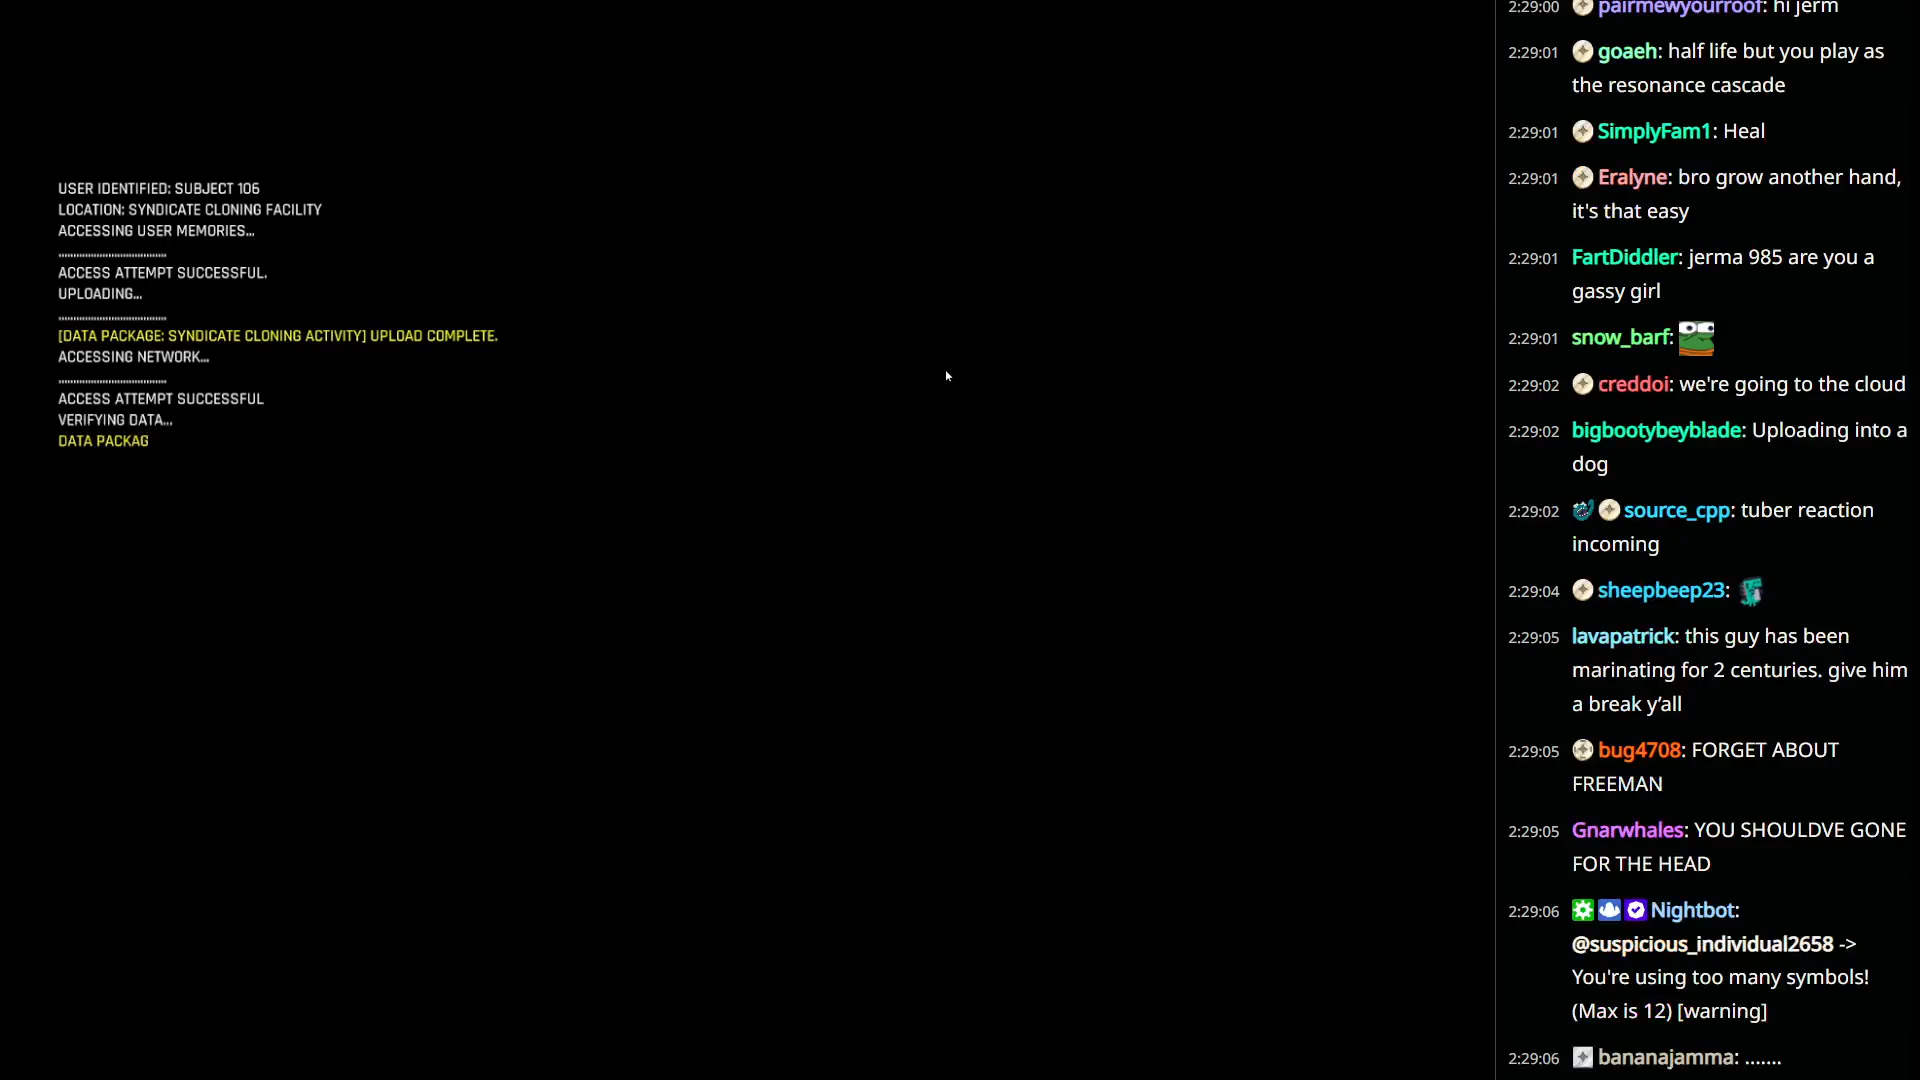 USER IDENTIFIED: SUBJECT 106
LOCATION: SYNDICATE CLONING FACILITY
ACCESSING USER MEMORIES...
....................................
ACCESS ATTEMPT SUCCESSFUL.
UPLOADING...
....................................
[DATA PACKAGE: SYNDICATE CLONING ACTIVITY] UPLOAD COMPLETE.
ACCESSING NETWORK...
....................................
ACCESS ATTEMPT SUCCESSFUL
VERIFYING DATA...
DATA PACKAG
2:29:00 pairmewyourroof: hi jerm
2:29:01 goaeh: half life but you play as
the resonance cascade
2:29:01 SimplyFam1: Heal
2:29:01 Eralyne: bro grow another hand,
it's that easy
2:29:01 FartDiddler: jerma 985 are you a
gassy girl
2:29:01 snow_barf:
2:29:02 creddoi: we're going to the cloud
2:29:02 bigbootybeyblade: Uploading into a
dog
2:29:02 source_cpp: tuber reaction
incoming
2:29:04 sheepbeep23:
2:29:05 lavapatrick: this guy has been
marinating for 2 centuries. give him
a break y’all
2:29:05 bug4708: FORGET ABOUT
FREEMAN
2:29:05 Gnarwhales: YOU SHOULDVE GONE
FOR THE HEAD
2:29:06 Nightbot:
@suspicious_individual2658 ->
You're using too many symbols!
(Max is 12) [warning]
2:29:06 bananajamma: .......